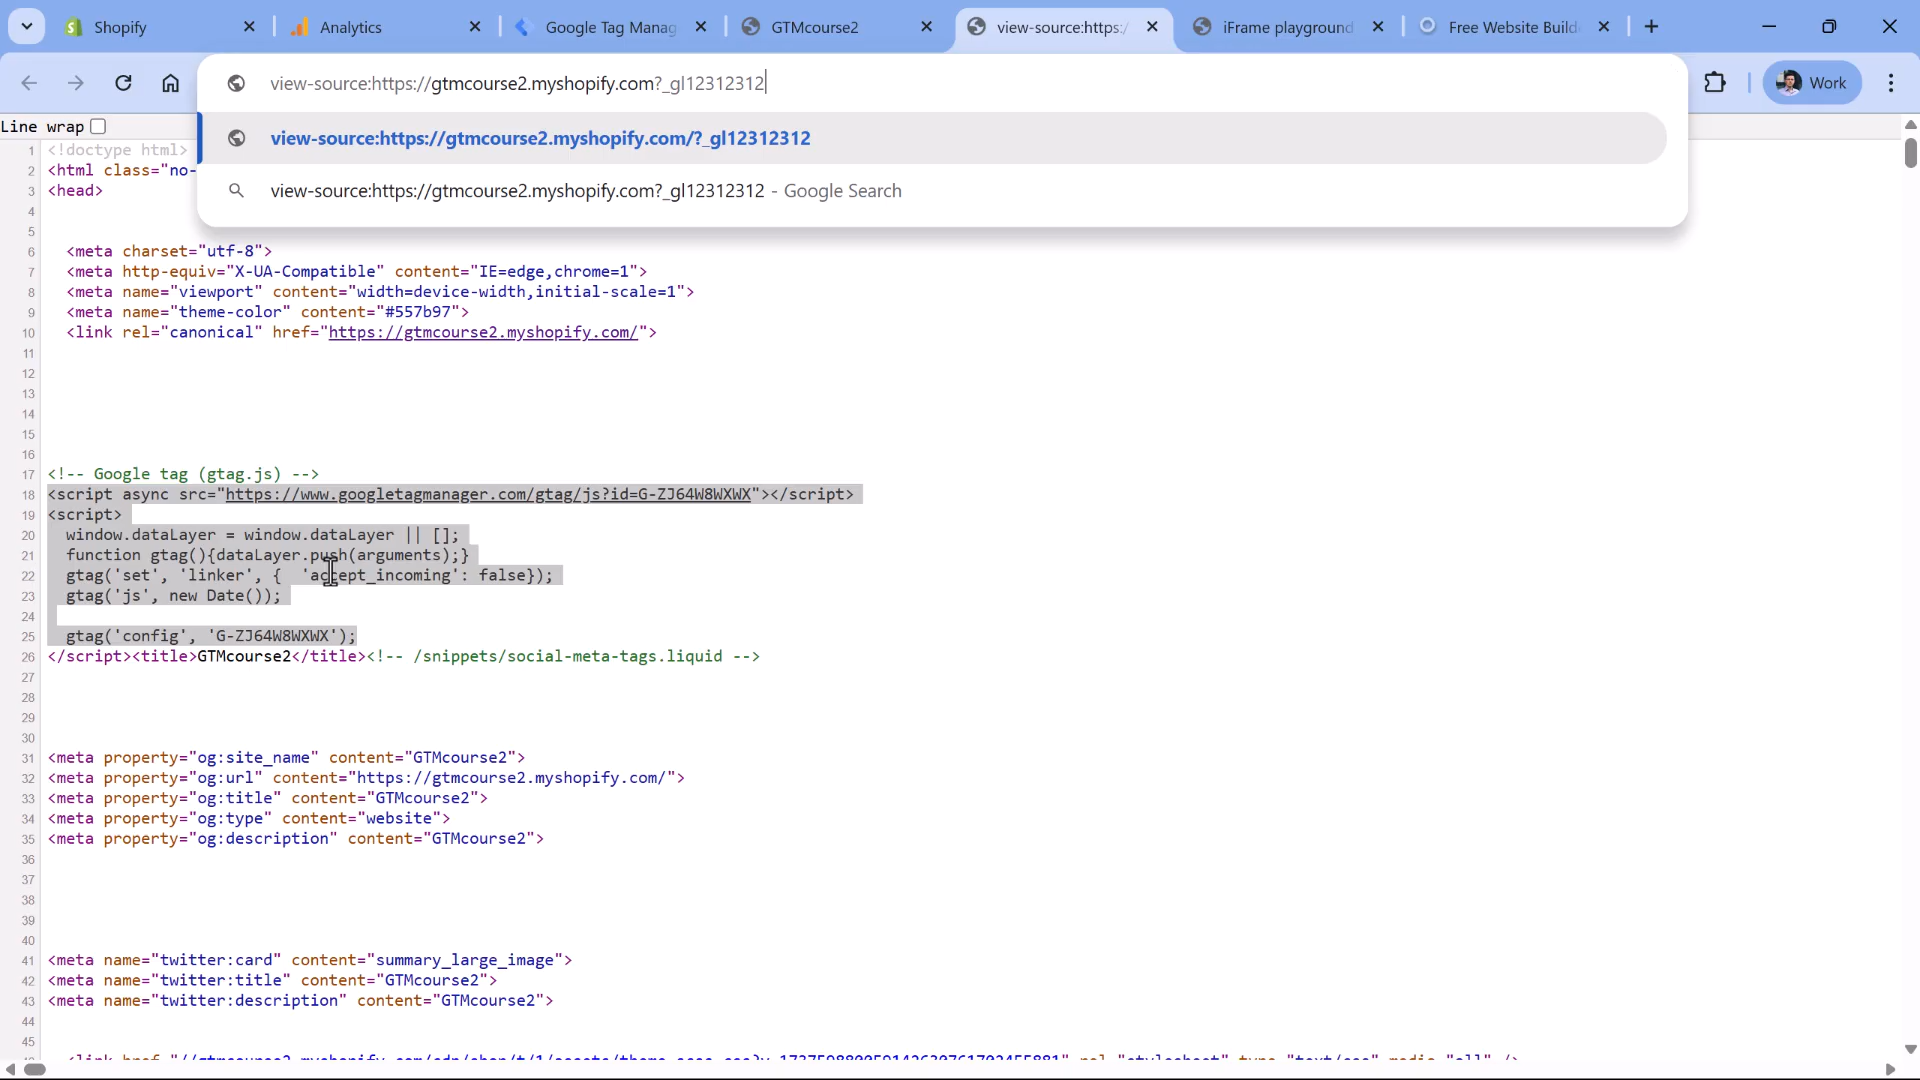 Shopify
Analytics
Google Tag Manag
GTMcourse2
view-source:https:/
iFrame playground
Free Website Build
view-source:https://gtmcourse2.myshopify.com?_gl12312312
Work
view-source:https://gtmcourse2.myshopify.com/?_gl12312312
view-source:https://gtmcourse2.myshopify.com?_gl12312312 - Google Search
Line wrap
1 <!doctype html>
2 <html class="no-
3 <head>
4
5
6 <meta charset="utf-8">
7 <meta http-equiv="X-UA-Compatible" content="IE=edge,chrome=1">
8 <meta name="viewport" content="width=device-width,initial-scale=1">
9 <meta name="theme-color" content="#557b97">
10 <link rel="canonical" href="https://gtmcourse2.myshopify.com/">
11
12
13
14
15
16
17 <!-- Google tag (gtag.js) -->
18 <script async src="https://www.googletagmanager.com/gtag/js?id=G-ZJ64W8WXWX"></script>
19 <script>
20 window.dataLayer = window.dataLayer || [];
21 function gtag(){dataLayer.push(arguments);}
22 gtag('set', 'linker', { 'accept_incoming': false});
23 gtag('js', new Date());
24
25 gtag('config', 'G-ZJ64W8WXWX');
26 </script><title>GTMcourse2</title><!-- /snippets/social-meta-tags.liquid -->
27
28
29
30
31 <meta property="og:site_name" content="GTMcourse2">
32 <meta property="og:url" content="https://gtmcourse2.myshopify.com/">
33 <meta property="og:title" content="GTMcourse2">
34 <meta property="og:type" content="website">
35 <meta property="og:description" content="GTMcourse2">
36
37
38
39
40
41 <meta name="twitter:card" content="summary_large_image">
42 <meta name="twitter:title" content="GTMcourse2">
43 <meta name="twitter:description" content="GTMcourse2">
44
45